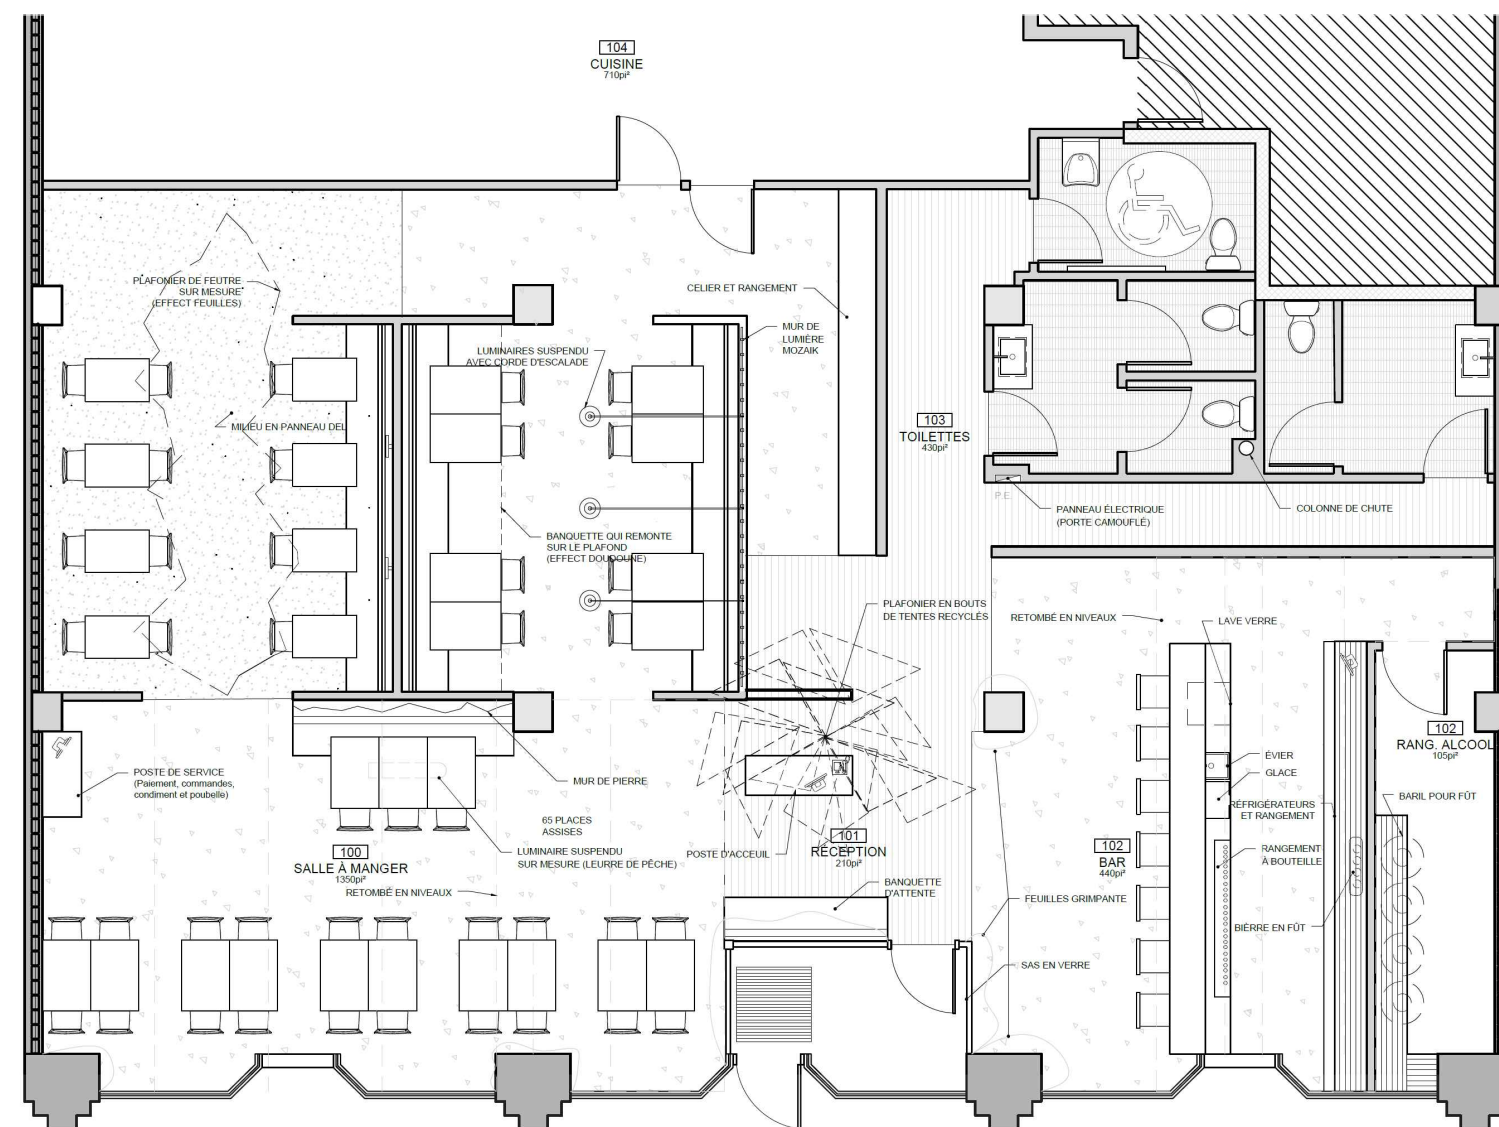 104
CUISINE
710pi²
PLAFONIER DE FEUTRE
SUR MESURE
(EFFECT FEUILLES)
CELIER ET RANGEMENT
MUR DE
LUMIÈRE
MOZAIK
LUMINAIRES SUSPENDU
AVEC CORDE D'ESCALADE
MILIEU EN PANNEAU DEL
103
TOILETTES
430pi²
P.E.
PANNEAU ÉLECTRIQUE
(PORTE CAMOUFLÉ)
COLONNE DE CHUTE
BANQUETTE QUI REMONTE
SUR LE PLAFOND
(EFFECT DOUDOUNE)
PLAFONIER EN BOUTS
DE TENTES RECYCLÉS
RETOMBÉ EN NIVEAUX
LAVE VERRE
102
RANG. ALCOOL
105pi²
ÉVIER
GLACE
POSTE DE SERVICE
(Paiement, commandes,
condiment et poubelle)
MUR DE PIERRE
RÉFRIGÉRATEURS
ET RANGEMENT
BARIL POUR FÛT
65 PLACES
ASSISES
101
RÉCEPTION
210pi²
POSTE D'ACCEUIL
100
SALLE À MANGER
1350pi²
LUMINAIRE SUSPENDU
SUR MESURE (LEURRE DE PÊCHE)
102
BAR
440pi²
RANGEMENT
À BOUTEILLE
RETOMBÉ EN NIVEAUX
BANQUETTE
D'ATTENTE
FEUILLES GRIMPANTE
BIÈRRE EN FÛT
SAS EN VERRE